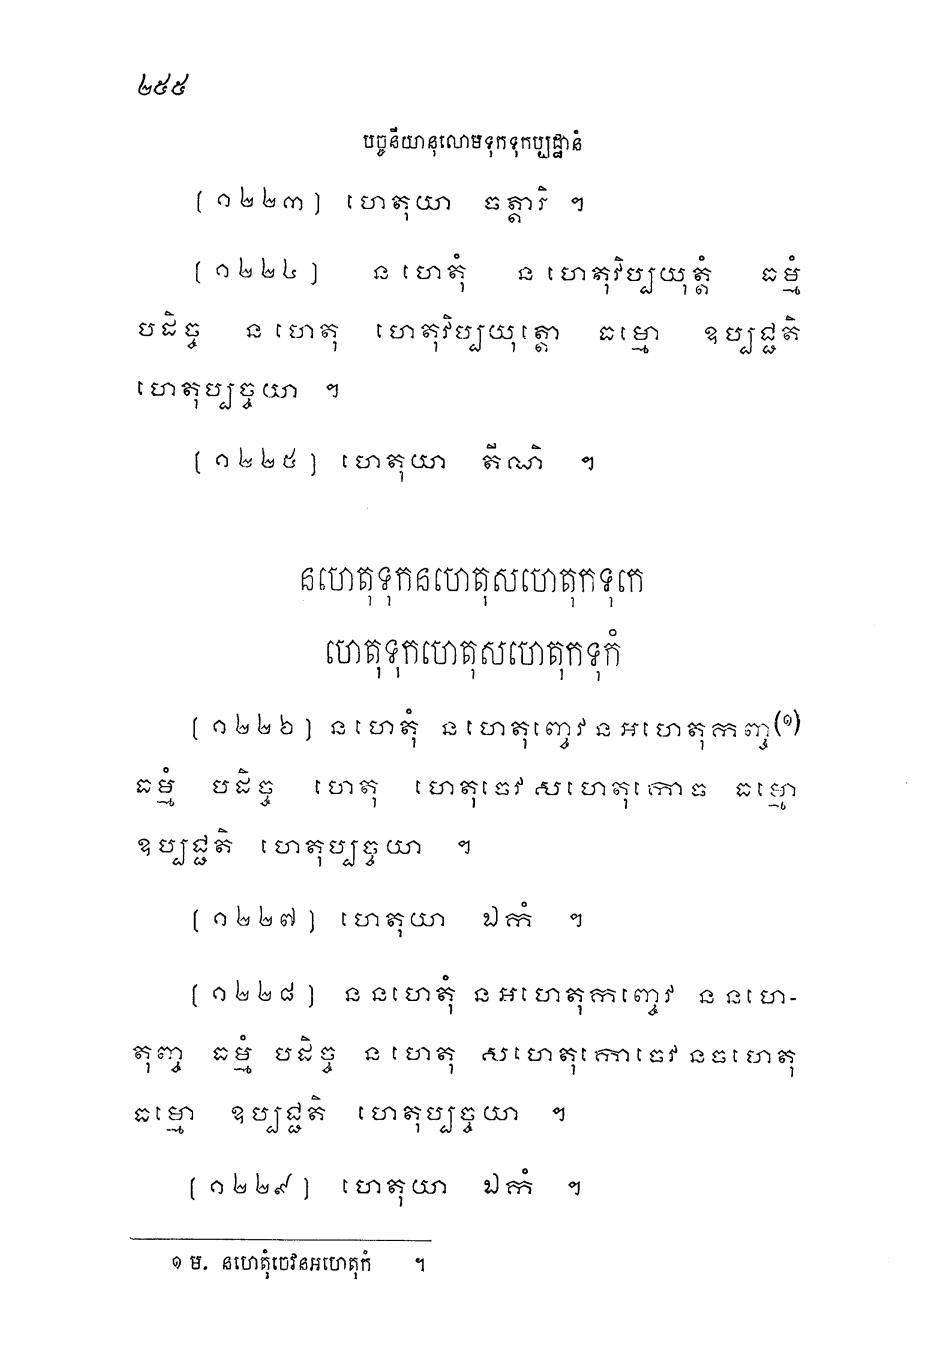 ២៥៥
បច្ចនីយានុលោមទុកទុកប្បដ្ឋានំ
[១២២៣] ហេតុយា ចត្តារិ ។
[១២២៤] ន ហេតុំ ន ហេតុវិប្បយុត្តំ ធម្មំ
បដិច្ច ន ហេតុ ហេតុវិប្បយុត្តោ ធម្មោ ឧប្បជ្ជតិ
ហេតុប្បច្ចយា ។
[១២២៥] ហេតុយា តីណិ ។
នហេតុទុកនហេតុសហេតុកទុកេ
ហេតុទុកហេតុសហេតុកទុកំ
[១២២៦] ន ហេតុំ ន ហេតុញ្ចេវ ន អហេតុកញ្ច(១)
ធម្មំ បដិច្ច ហេតុ ហេតុចេវ សហេតុកោ ច ធម្មោ
ឧប្បជ្ជតិ ហេតុប្បច្ចយា ។
[១២២៧] ហេតុយា ឯកំ ។
[១២២៨] ន នហេតុំ ន អហេតុកញ្ចេវ ន នហេ-
តុញ្ច ធម្មំ បដិច្ច ន ហេតុ សហេតុកោចេវ នចហេតុ
ធម្មោ ឧប្បជ្ជតិ ហេតុប្បច្ចយា ។
[១២២៩] ហេតុយា ឯកំ ។
១ ម. នហេតុំចេវនអហេតុកំ ។